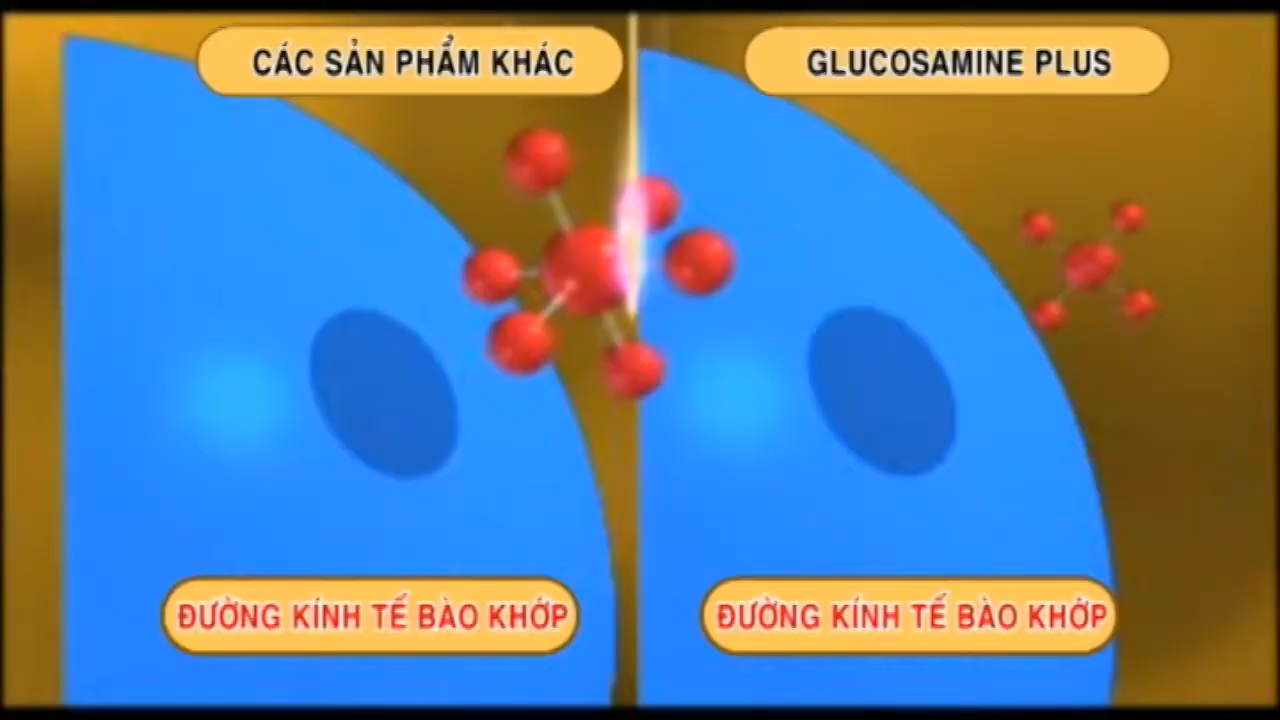 CÁC SẢN PHẨM KHÁC
GLUCOSAMINE PLUS
ĐƯỜNG KÍNH TẾ BÀO KHỚP
ĐƯỜNG KÍNH TẾ BÀO KHỚP